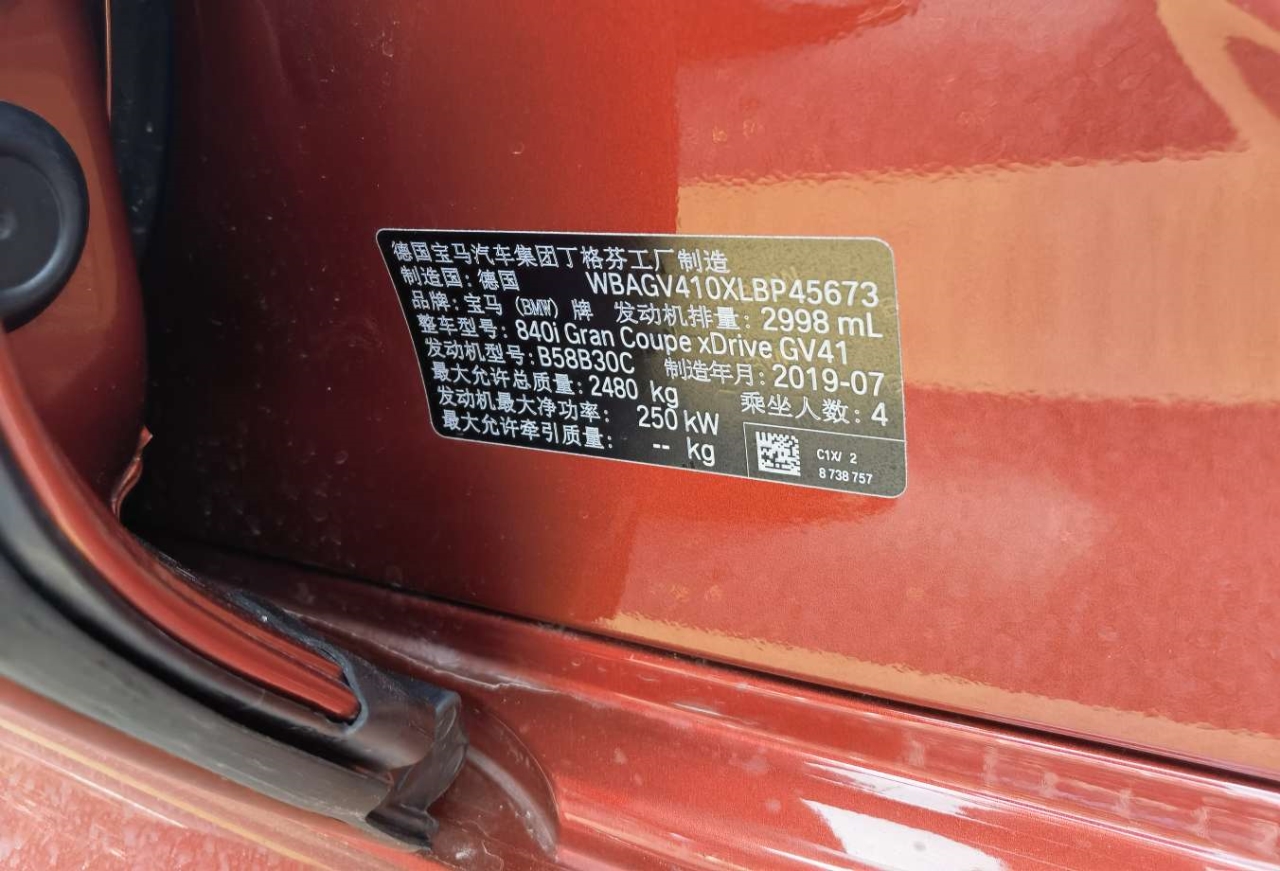 德国宝马汽车集团丁格芬工厂制造
制造国: 德国 WBAGV410XLBP45673
品牌: 宝马 (BMW) 牌 发动机排量: 2998 mL
整车型号: 840i Gran Coupe xDrive GV41
发动机型号: B58B30C 制造年月: 2019-07
最大允许总质量: 2480 kg 乘坐人数: 4
发动机最大净功率: 250 kW
最大允许牵引质量: -- kg
C1X/ 2
8 738 757